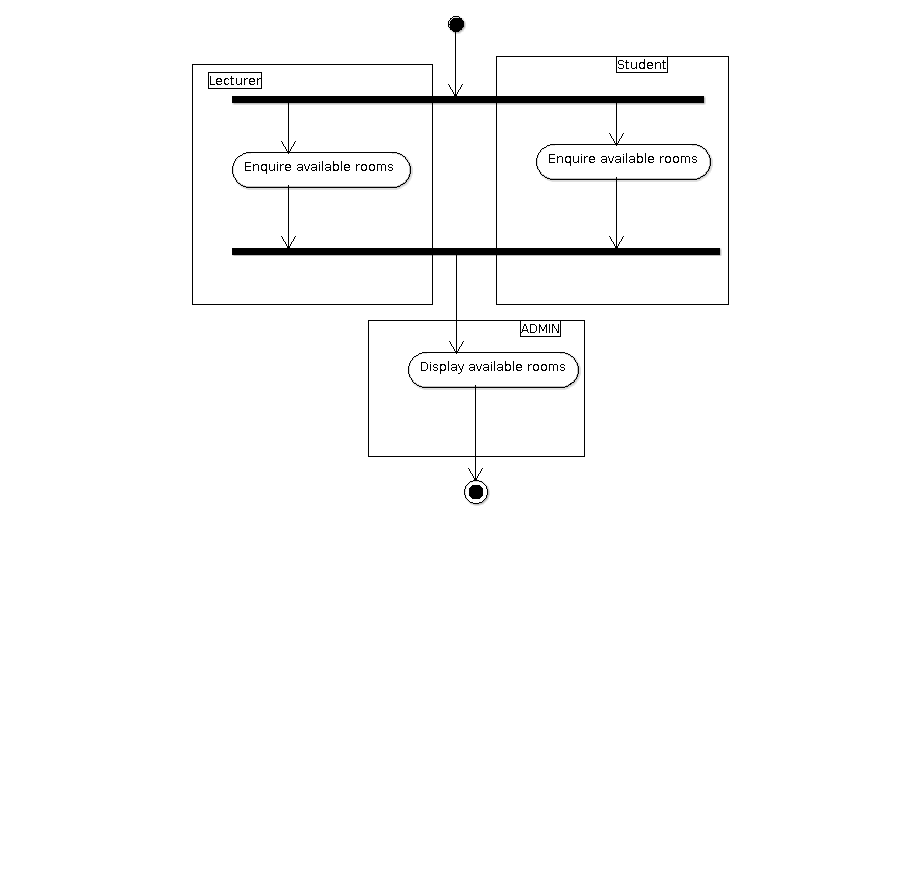 Student
Lecturer
Enquire available rooms
Enquire available rooms
ADMIN
Display available rooms